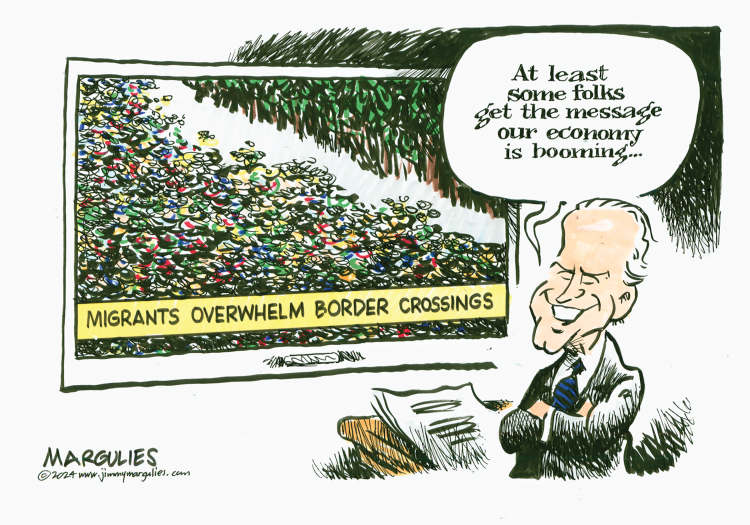 At least
some folks
get the message
our economy
is booming...
MIGRANTS OVERWHELM BORDER CROSSINGS
MARGULIES
©2024 www.jimmymargulies.com